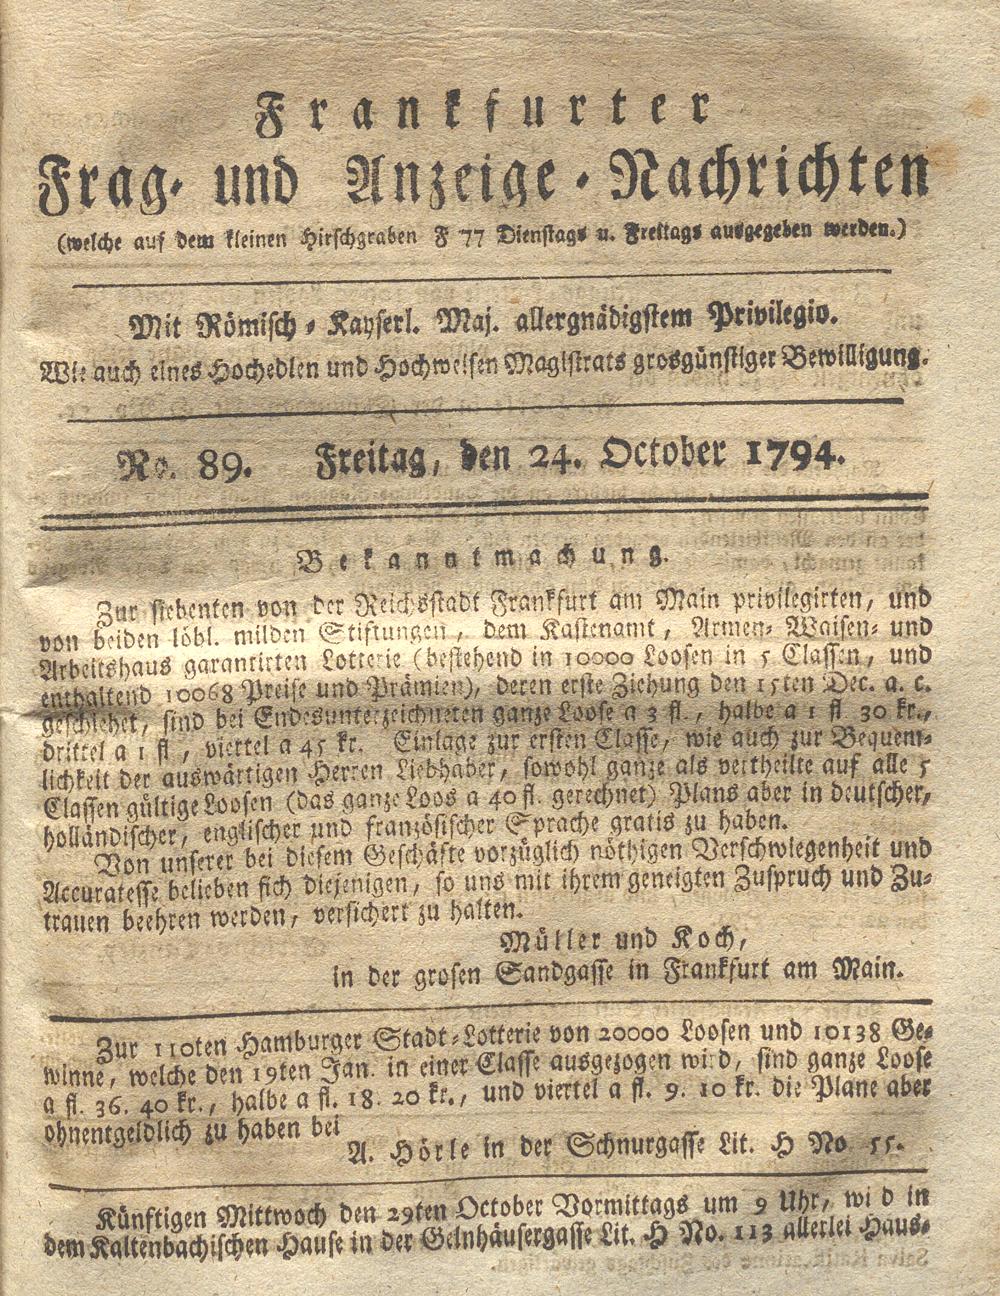 Frankfurter
Frag- und Anzeige-Nachrichten
(welche auf dem kleinen Hirschgraben F 77 Dienstags u. Freitags ausgegeben werden.)
Mit Römisch-Kayserl. Maj. allergnädigstem Privilegio.
Wie auch eines Hochedlen und Hochweisen Magistrats grosgünstiger Bewilligung.
No. 89. Freitag, den 24. October 1794.
Bekanntmachung.
Zur siebenten von der Reichsstadt Frankfurt am Main privilegirten, und
von beiden löbl. milden Stiftungen, dem Kastenamt, Armen- Waisen- und
Arbeitshaus garantirten Lotterie (bestehend in 10000 Loosen in 5 Classen, und
enthaltend 10068 Preise und Prämien), deren erste Ziehung den 15ten Dec. a. c.
geschiehet, sind bei Endesunterzeichneten ganze Loose a 3 fl., halbe a 1 fl 30 kr.,
drittel a 1 fl, viertel a 45 kr. Einlage zur ersten Classe, wie auch zur Bequem-
lichkeit der auswärtigen Herren Liebhaber, sowohl ganze als vertheilte auf alle 5
Classen gültige Loosen (das ganze Loos a 40 fl. gerechnet) Plans aber in deutscher,
holländischer, englischer und französischer Sprache gratis zu haben.
Von unserer bei diesem Geschäfte vorzüglich nöthigen Verschwiegenheit und
Accuratesse belieben sich diejenigen, so uns mit ihrem geneigten Zuspruch und Zu-
trauen beehren werden, versichert zu halten.
Müller und Koch,
in der grosen Sandgasse in Frankfurt am Main.
Zur 110ten Hamburger Stadt-Lotterie von 20000 Loosen und 10138 Ge-
winne, welche den 19ten Jan. in einer Classe ausgezogen wird, sind ganze Loose
a fl. 36. 40 kr., halbe a fl. 18. 20 kr., und viertel a fl. 9. 10 kr. die Plane aber
ohnentgeldlich zu haben bei
A. Hörle in der Schnurgasse Lit. H No 55.
Künftigen Mittwoch den 29ten October Vormittags um 9 Uhr, wi d in
dem Kaltenbachischen Hause in der Gelnhäusergasse Lit. H No. 113 allerlei Haus-